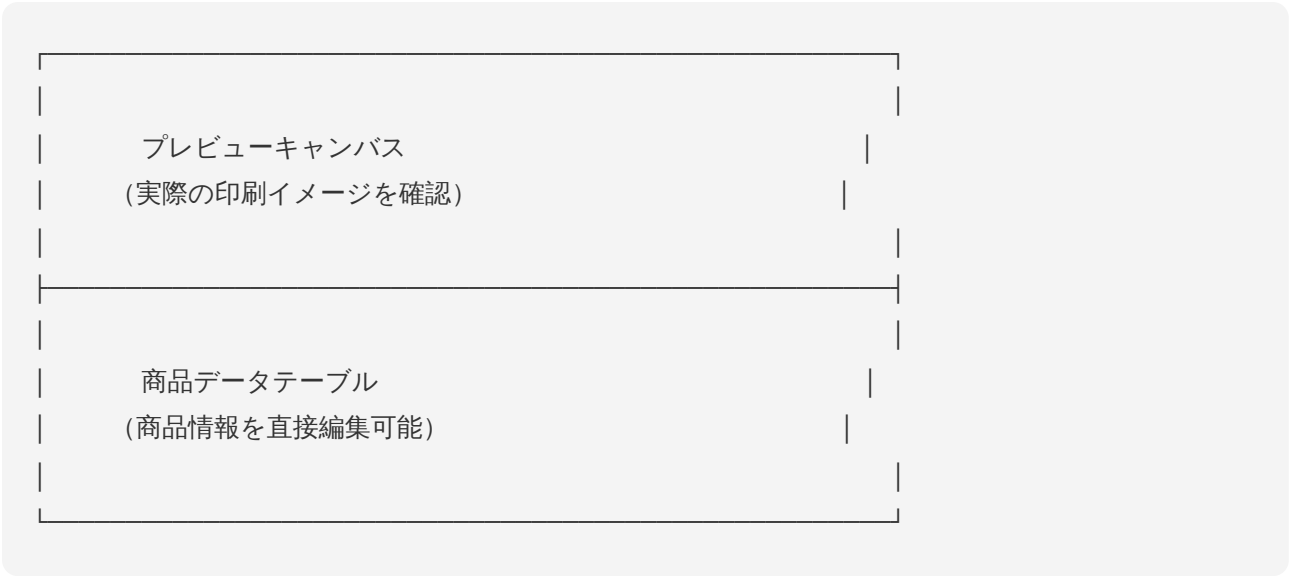 プレビューキャンバス
（実際の印刷イメージを確認）
商品データテーブル
（商品情報を直接編集可能）